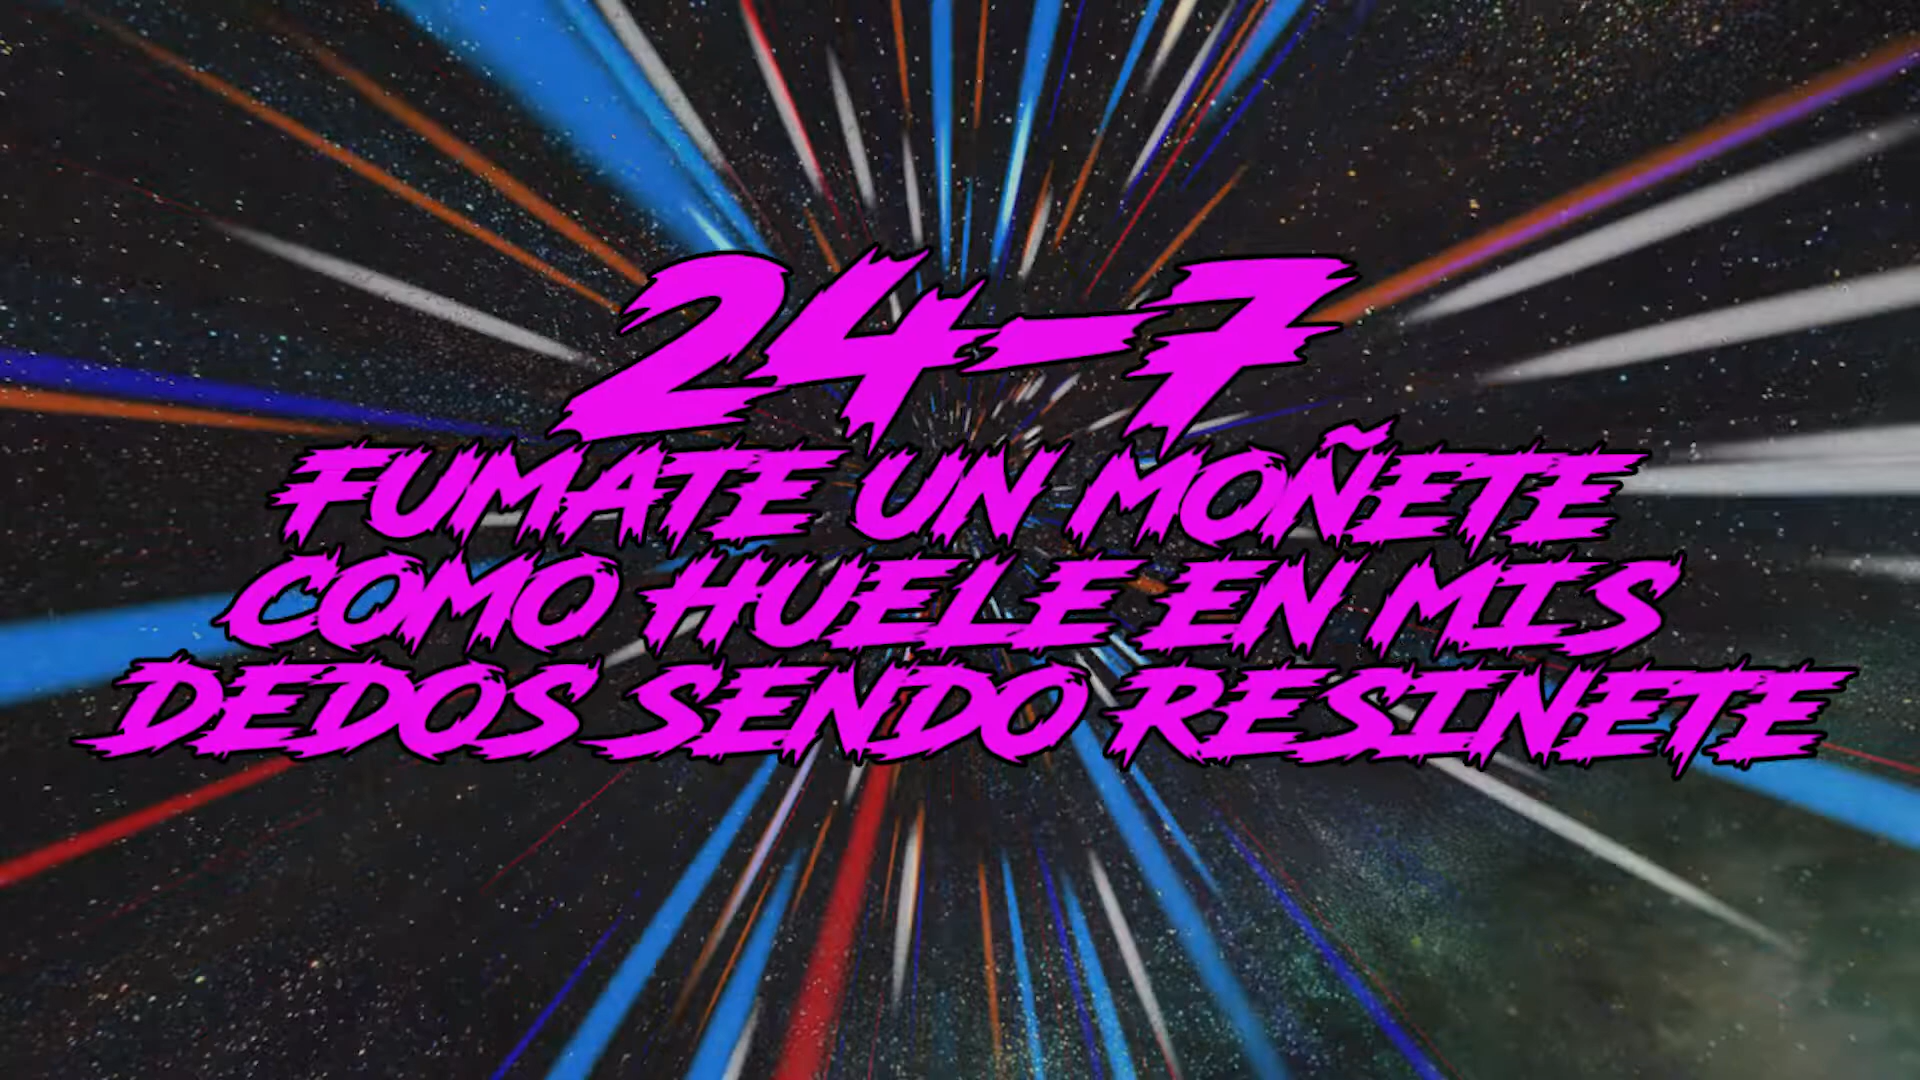 24-7
FUMATE UN MOÑETE
COMO HUELE EN MIS
DEDOS SENDO RESINETE